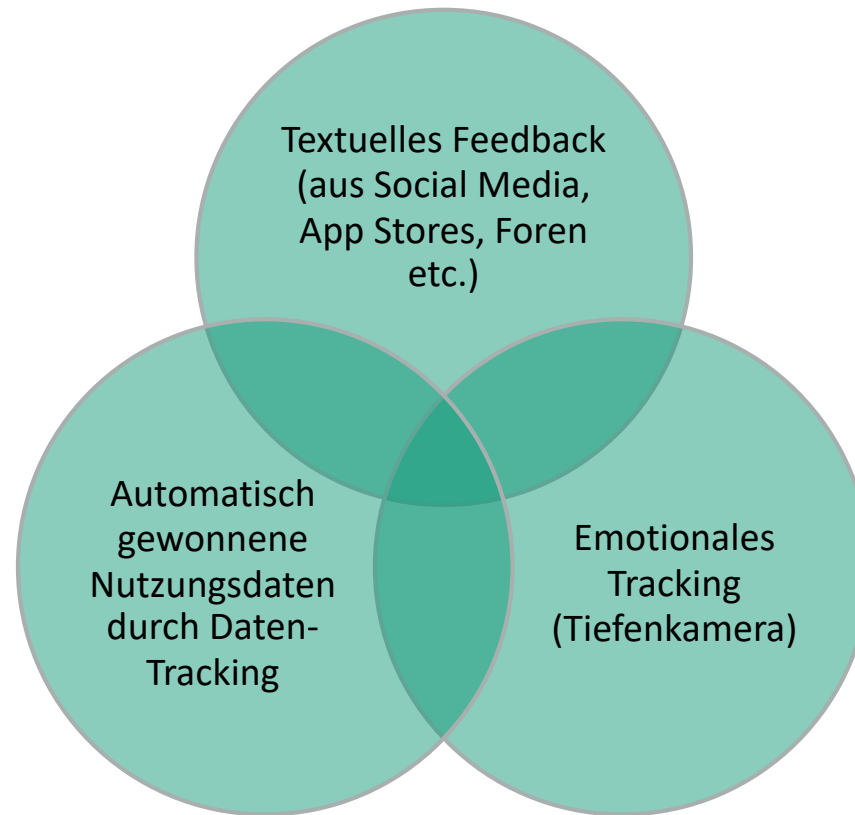 Textuelles Feedback
(aus Social Media,
App Stores, Foren
etc.)
Automatisch
gewonnene
Nutzungsdaten
durch Daten-
Tracking
Emotionales
Tracking
(Tiefenkamera)